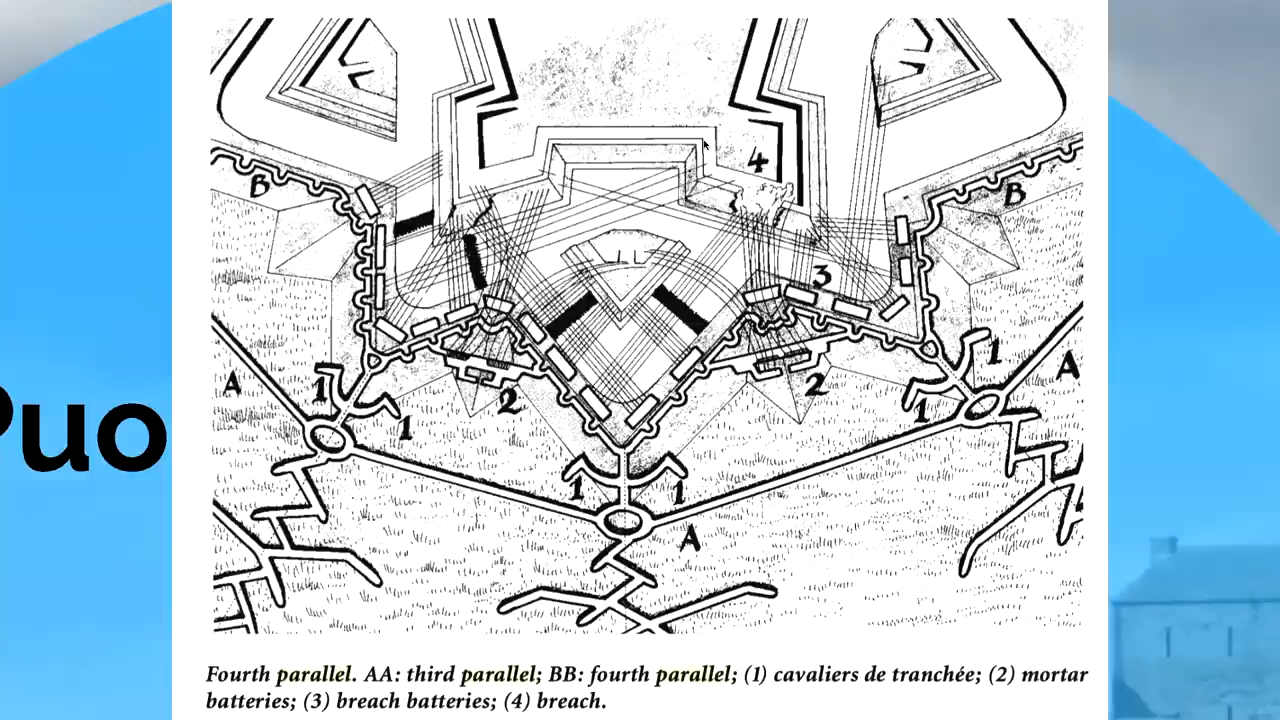 4
B
B
3
A
1
1
2
2
1
1
A
1
1
A
Puo
Fourth parallel. AA: third parallel; BB: fourth parallel; (1) cavaliers de tranchée; (2) mortar
batteries; (3) breach batteries; (4) breach.